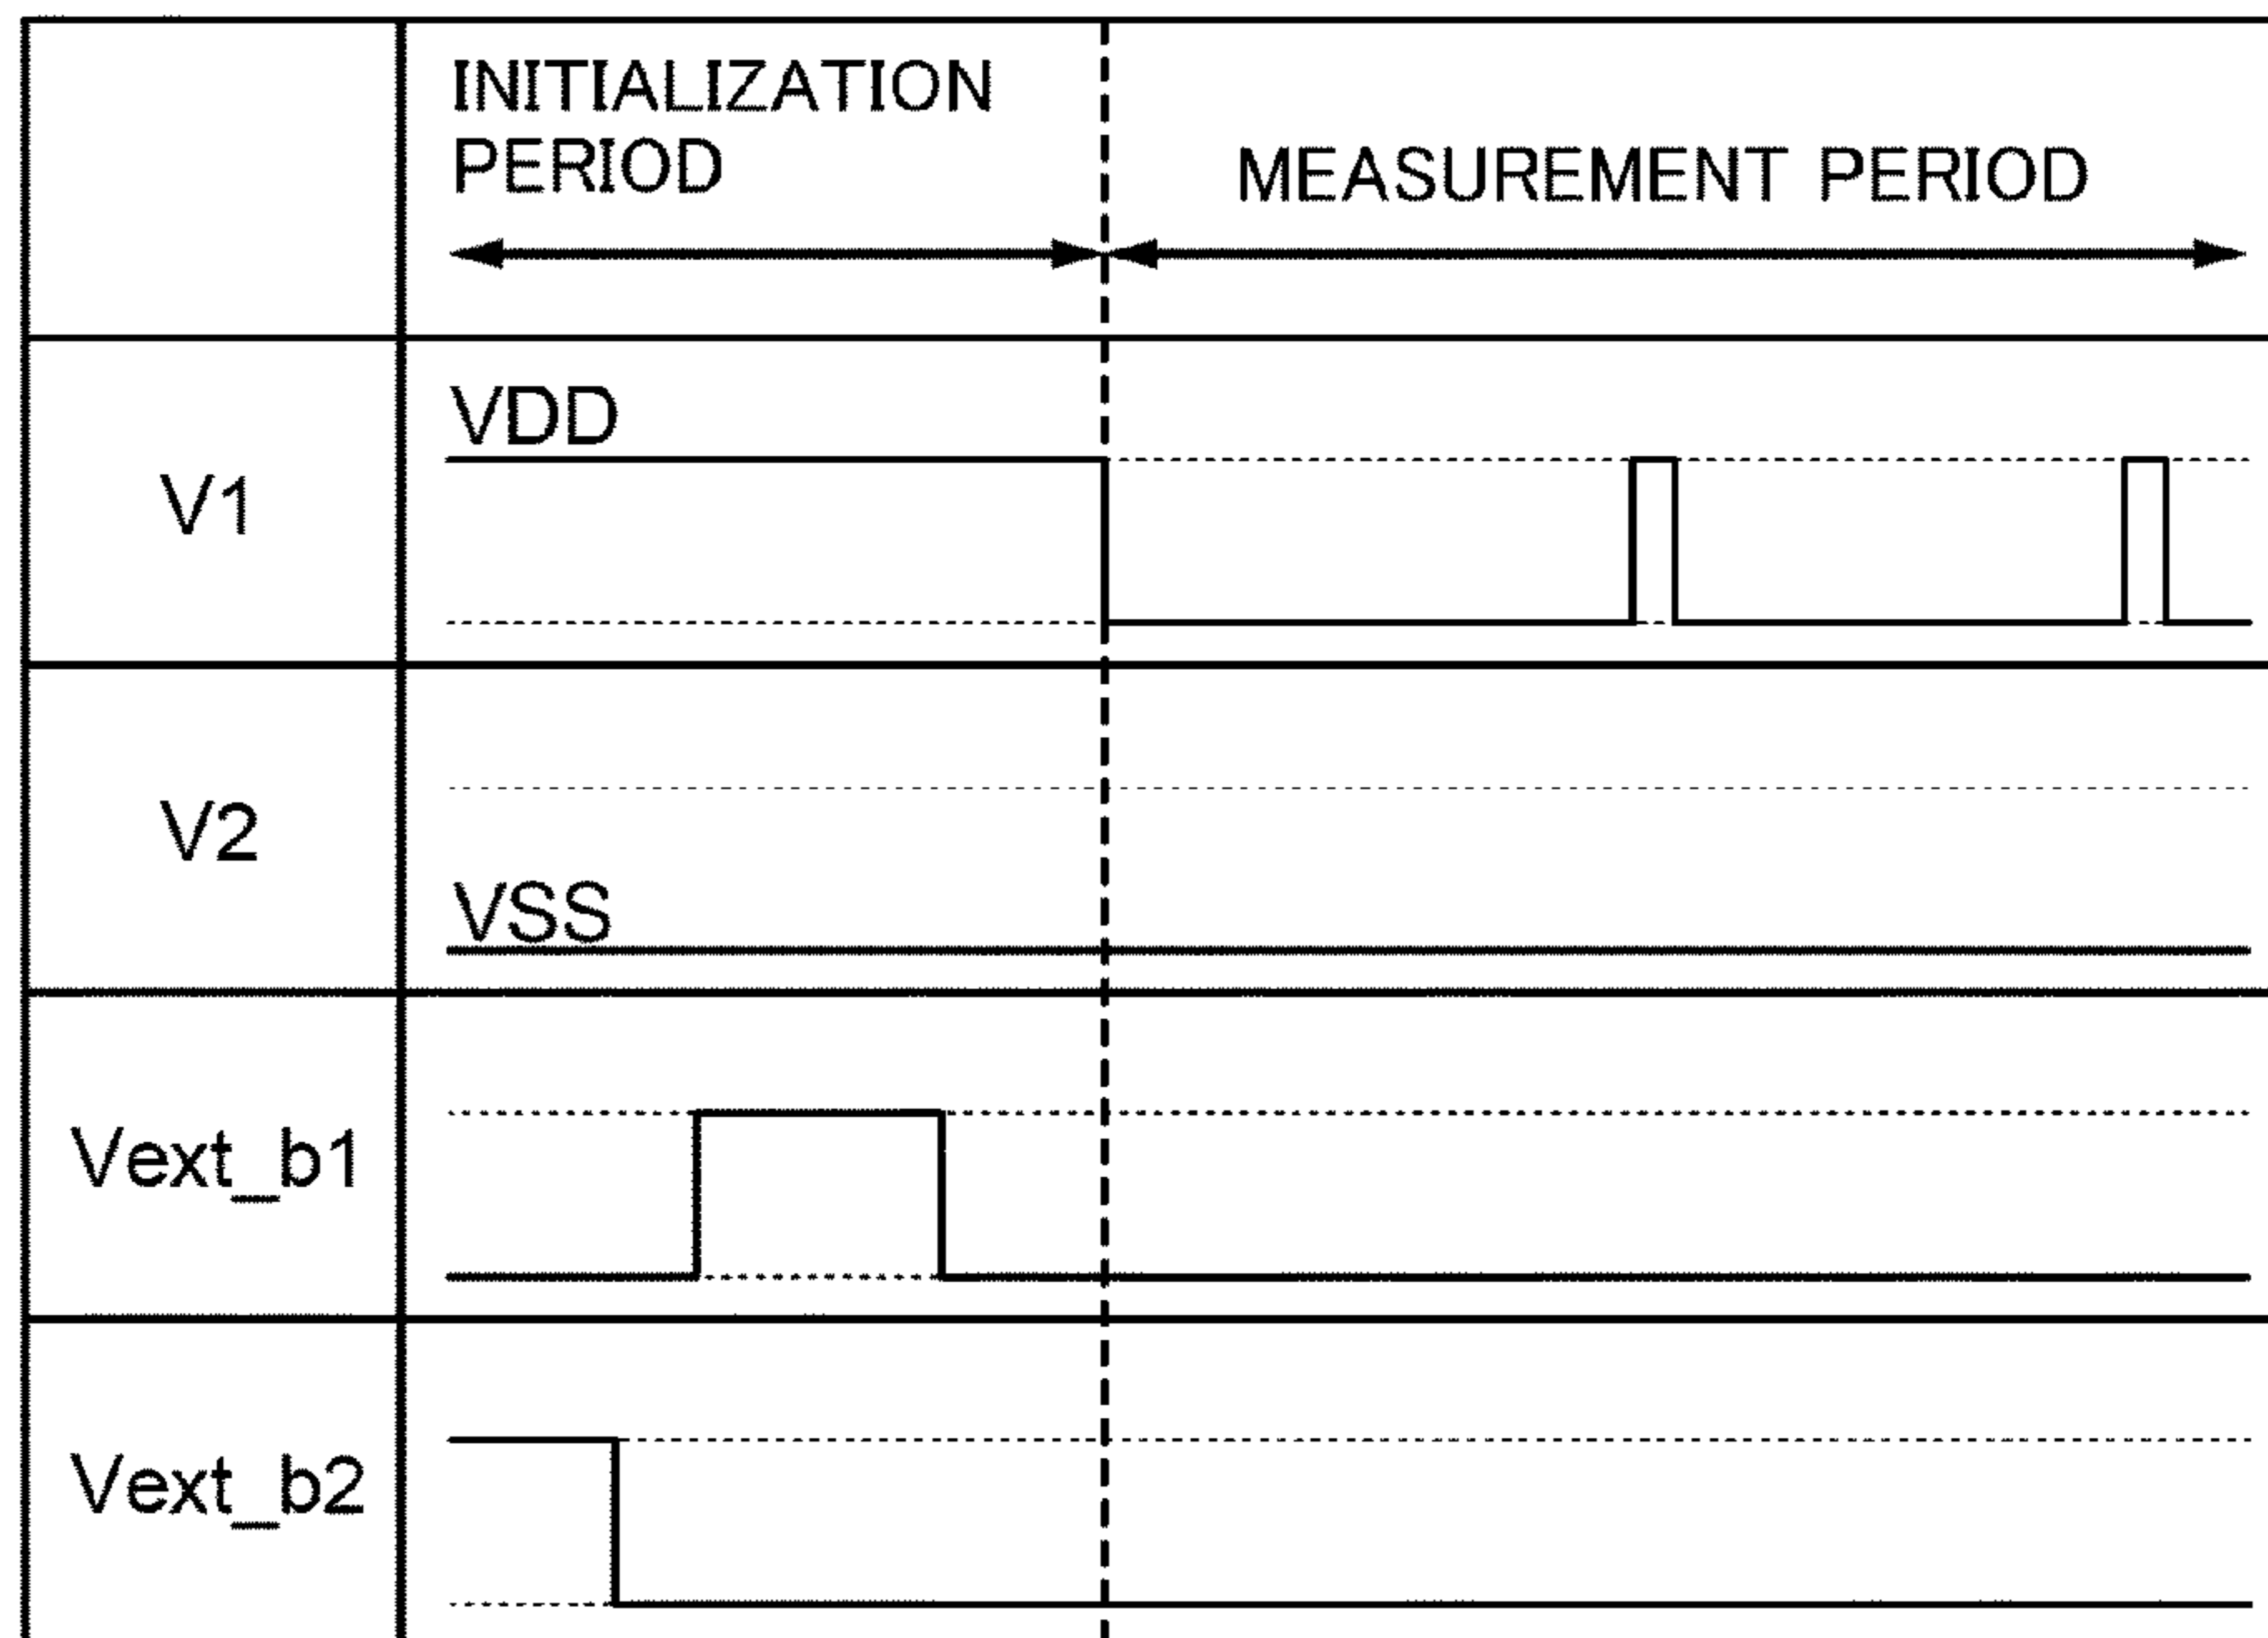 INITIALIZATION
PERIOD
MEASUREMENT PERIOD
VDD
V1
V2
VSS
Vext_b1
Vext_b2